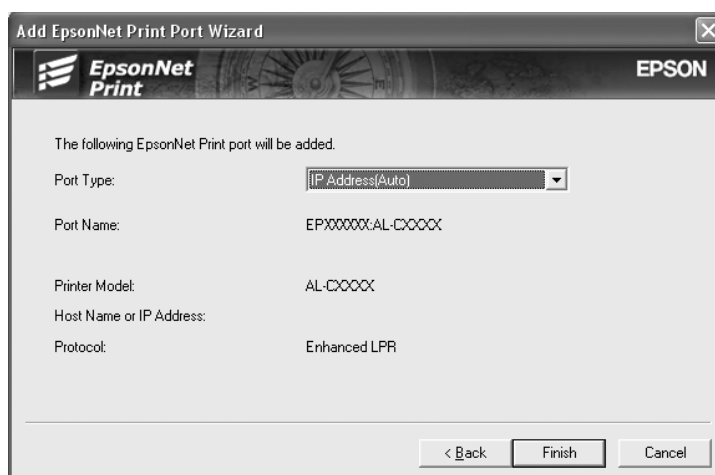 Add EpsonNet Print Port Wizard
EpsonNet
Print
EPSON
The following EpsonNet Print port will be added.
Port Type: IP Address(Auto)
Port Name: EPXXXXXX:AL-CXXXX
Printer Model: AL-CXXXX
Host Name or IP Address:
Protocol: Enhanced LPR
< Back Finish Cancel